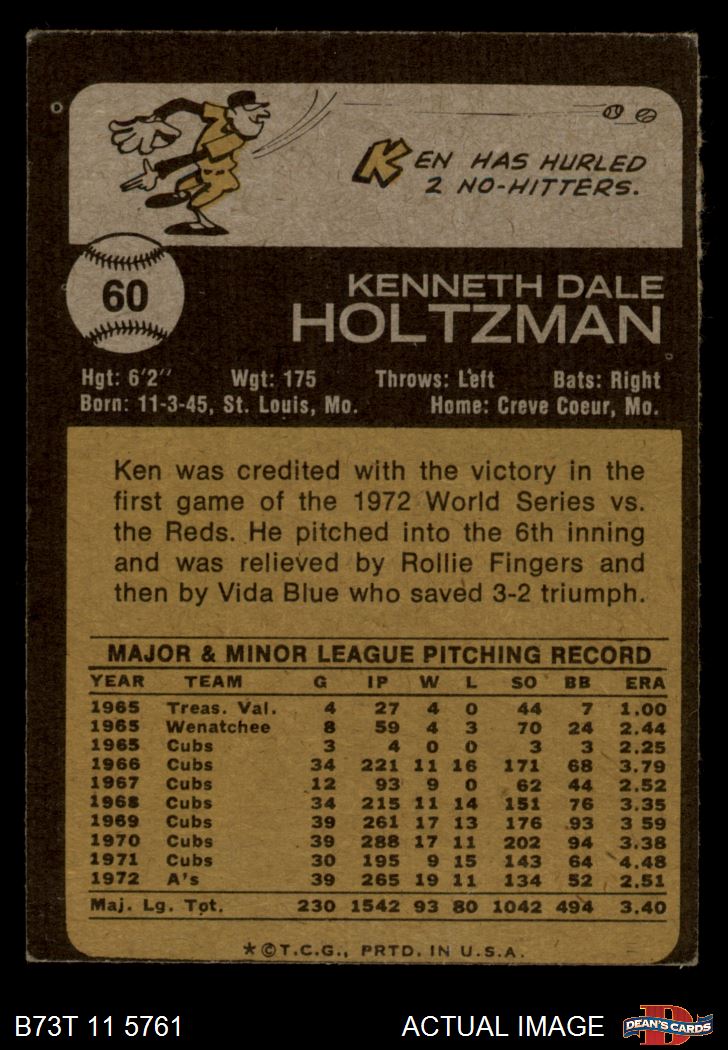 KEN HAS HURLED
2 NO-HITTERS.
60
KENNETH DALE
HOLTZMAN
Hgt: 6'2" Wgt: 175 Throws: Left Bats: Right
Born: 11-3-45, St. Louis, Mo. Home: Creve Coeur, Mo.
Ken was credited with the victory in the
first game of the 1972 World Series vs.
the Reds. He pitched into the 6th inning
and was relieved by Rollie Fingers and
then by Vida Blue who saved 3-2 triumph.
MAJOR & MINOR LEAGUE PITCHING RECORD
YEAR TEAM G IP W L SO BB ERA
1965 Treas. Val. 4 27 4 0 44 7 1.00
1965 Wenatchee 8 59 4 3 70 24 2.44
1965 Cubs 3 4 0 0 3 3 2.25
1966 Cubs 34 221 11 16 171 68 3.79
1967 Cubs 12 93 9 0 62 44 2.52
1968 Cubs 34 215 11 14 151 76 3.35
1969 Cubs 39 261 17 13 176 93 3 59
1970 Cubs 39 288 17 11 202 94 3.38
1971 Cubs 30 195 9 15 143 64 4.48
1972 A's 39 265 19 11 134 52 2.51
Maj. Lg. Tot. 230 1542 93 80 1042 494 3.40
*©T.C.G., PRTD. IN U.S.A.
B73T 11 5761 ACTUAL IMAGE D DEAN'S CARDS